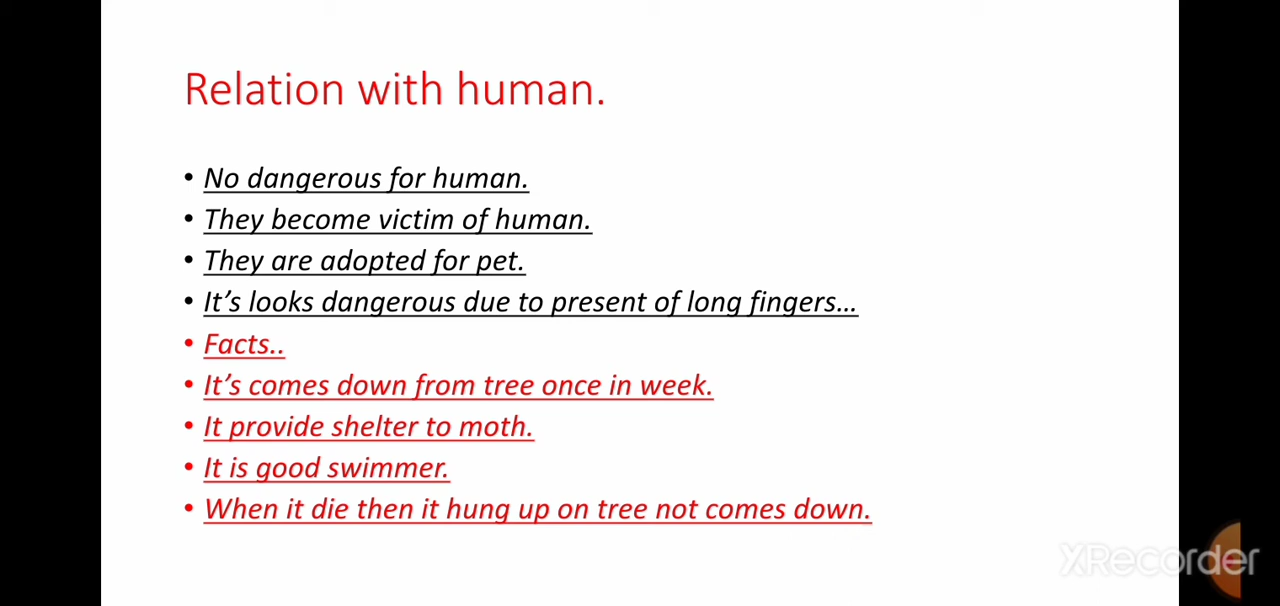 Relation with human.
• No dangerous for human.
• They become victim of human.
• They are adopted for pet.
• It's looks dangerous due to present of long fingers...
• Facts..
• It's comes down from tree once in week.
• It provide shelter to moth.
• It is good swimmer.
• When it die then it hung up on tree not comes down.
XRecorder